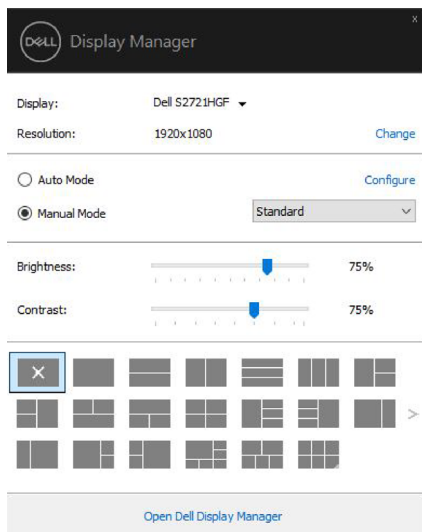 x
DELL Display Manager
Display: Dell S2721HGF
Resolution: 1920x1080 Change
Auto Mode Configure
Manual Mode Standard
Brightness: 75%
Contrast: 75%
Open Dell Display Manager